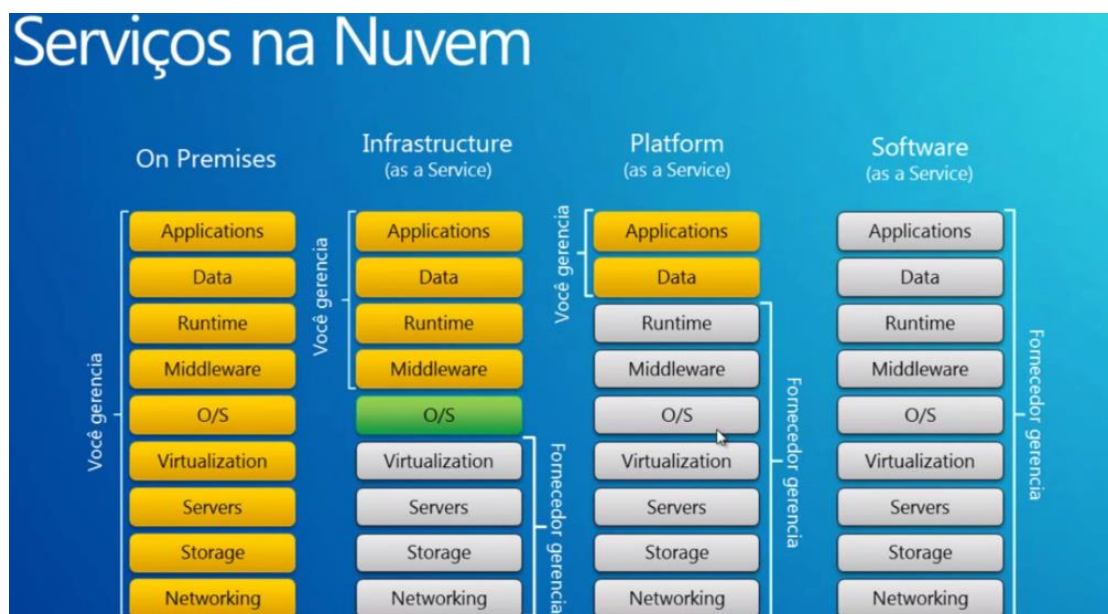 Serviços na Nuvem
On Premises
Você gerencia
Applications
Data
Runtime
Middleware
O/S
Virtualization
Servers
Storage
Networking
Infrastructure
(as a Service)
Você gerencia
Applications
Data
Runtime
Middleware
O/S
Virtualization
Servers
Storage
Networking
Fornecedor gerencia
Platform
(as a Service)
Você gerencia
Applications
Data
Runtime
Middleware
O/S
Virtualization
Servers
Storage
Networking
Fornecedor gerencia
Software
(as a Service)
Applications
Data
Runtime
Middleware
O/S
Virtualization
Servers
Storage
Networking
Fornecedor gerencia